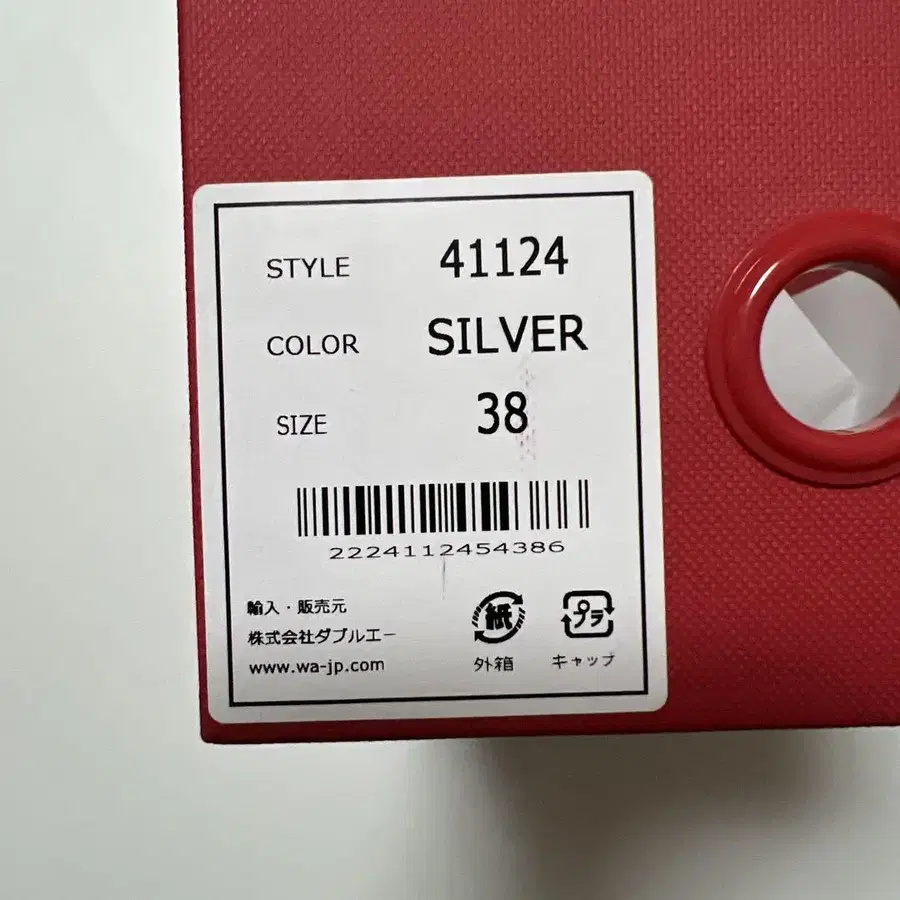 STYLE 41124
COLOR SILVER
SIZE 38
2224112454386
輸入・販売元
株式会社ダブルエー
www.wa-jp.com
紙
外箱
プラ
キャップ